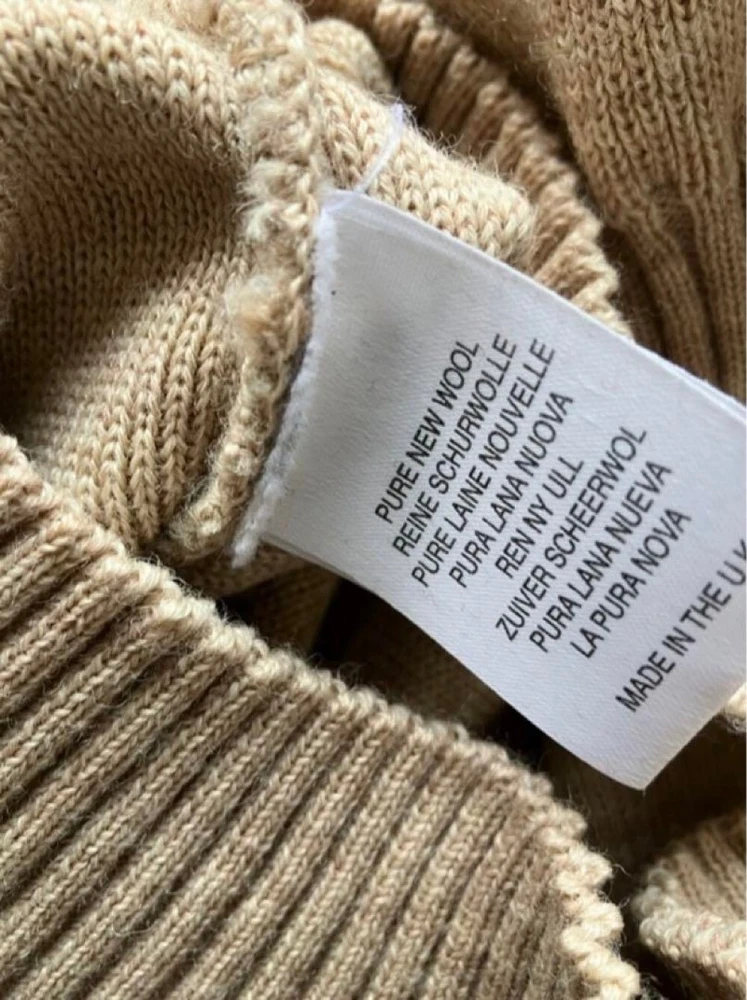 PURE NEW WOOL
REINE SCHURWOLLE
PURE LAINE NOUVELLE
PURA LANA NUOVA
REN NY ULL
ZUIVER SCHEERWOL
PURA LANA NUEVA
LA PURA NOVA
MADE IN THE U.K